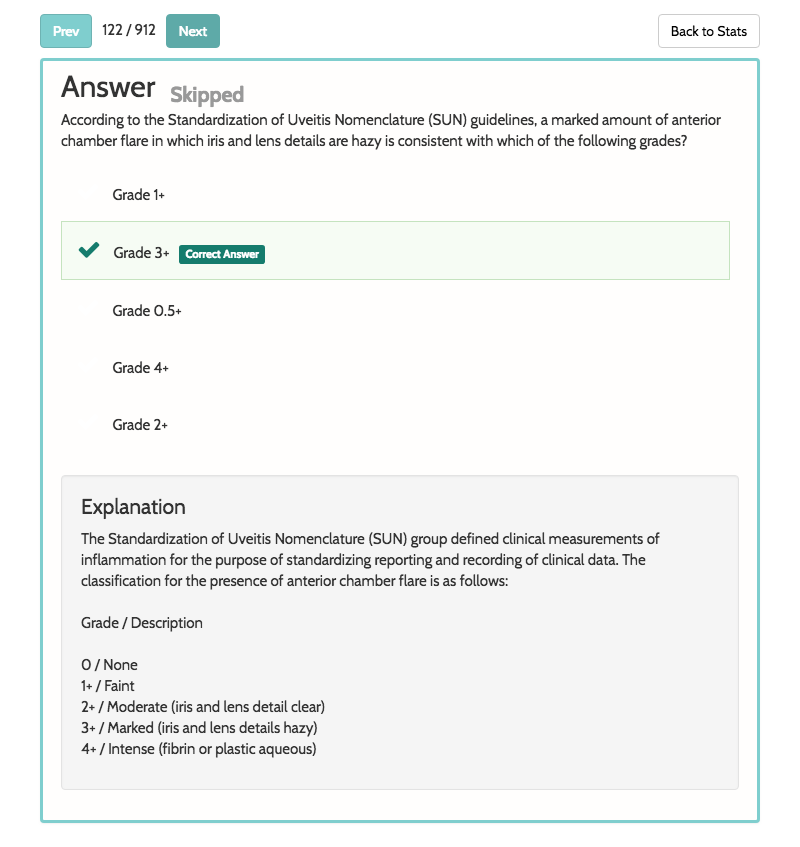 Prev 122 / 912 Next Back to Stats
Answer Skipped
According to the Standardization of Uveitis Nomenclature (SUN) guidelines, a marked amount of anterior
chamber flare in which iris and lens details are hazy is consistent with which of the following grades?
Grade 1+
Grade 3+ Correct Answer
Grade 0.5+
Grade 4+
Grade 2+
Explanation
The Standardization of Uveitis Nomenclature (SUN) group defined clinical measurements of
inflammation for the purpose of standardizing reporting and recording of clinical data. The
classification for the presence of anterior chamber flare is as follows:
Grade / Description
0 / None
1+ / Faint
2+ / Moderate (iris and lens detail clear)
3+ / Marked (iris and lens details hazy)
4+ / Intense (fibrin or plastic aqueous)